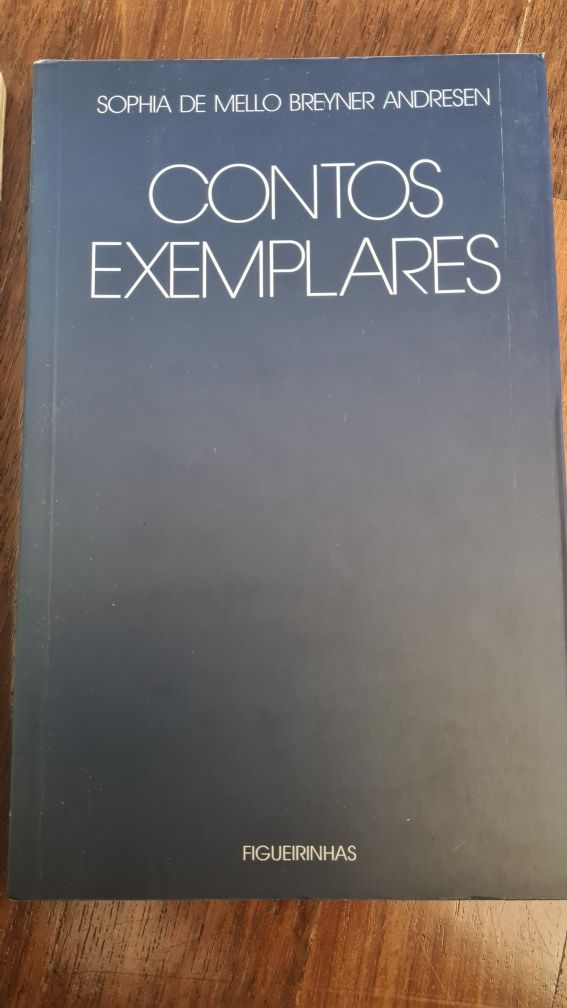 SOPHIA DE MELLO BREYNER ANDRESEN
CONTOS
EXEMPLARES
FIGUEIRINHAS